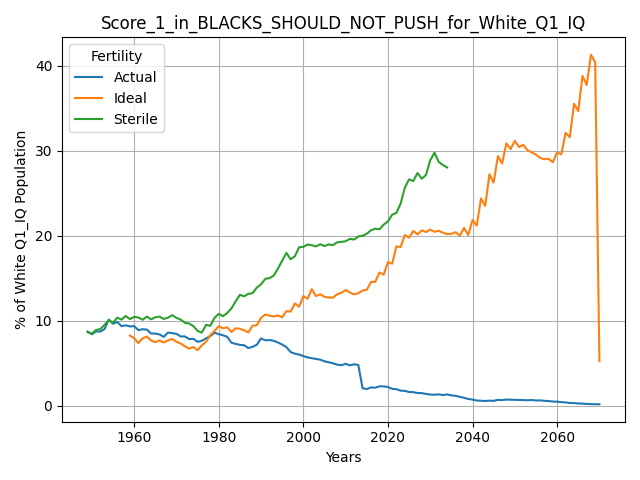 Score_1_in_BLACKS_SHOULD_NOT_PUSH_for_White_Q1_IQ
Fertility
Actual
Ideal
Sterile
% of White Q1_IQ Population
40
30
20
10
0
1960 1980 2000 2020 2040 2060
Years